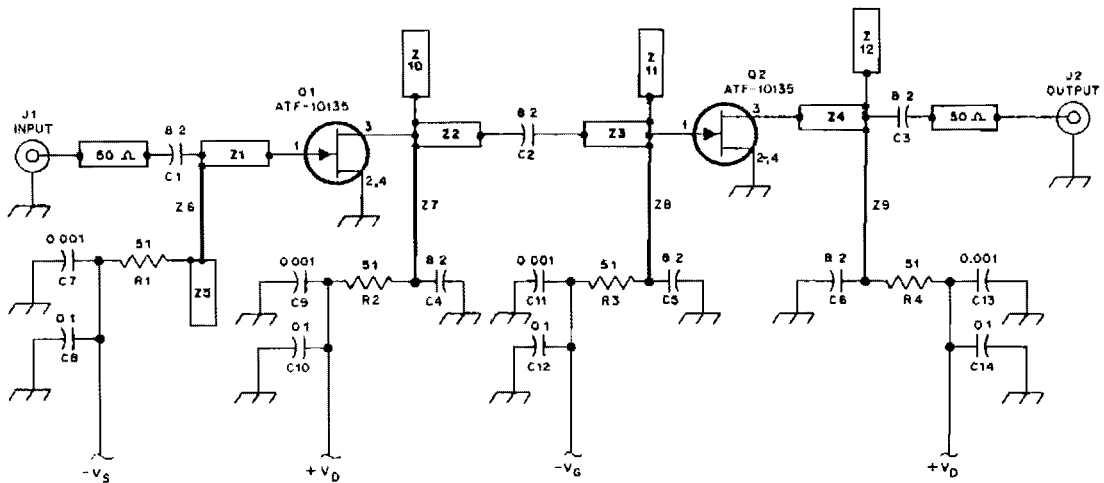 Z 10
Z 11
Z 12
Q1
ATF-10135
Q2
ATF-10135
J1
INPUT
J2
OUTPUT
50 Ω
8 2
C1
Z1
1
3
2,4
Z2
8 2
C2
Z3
1
3
2,4
Z4
8 2
C3
50 Ω
Z6
Z7
Z8
Z9
0.001
C7
51
R1
Z5
0.001
C9
51
R2
8 2
C4
0.001
C11
51
R3
8 2
C5
8 2
C6
51
R4
0.001
C13
0 1
C8
0 1
C10
0 1
C12
0 1
C14
-VS
+VD
-VG
+VD